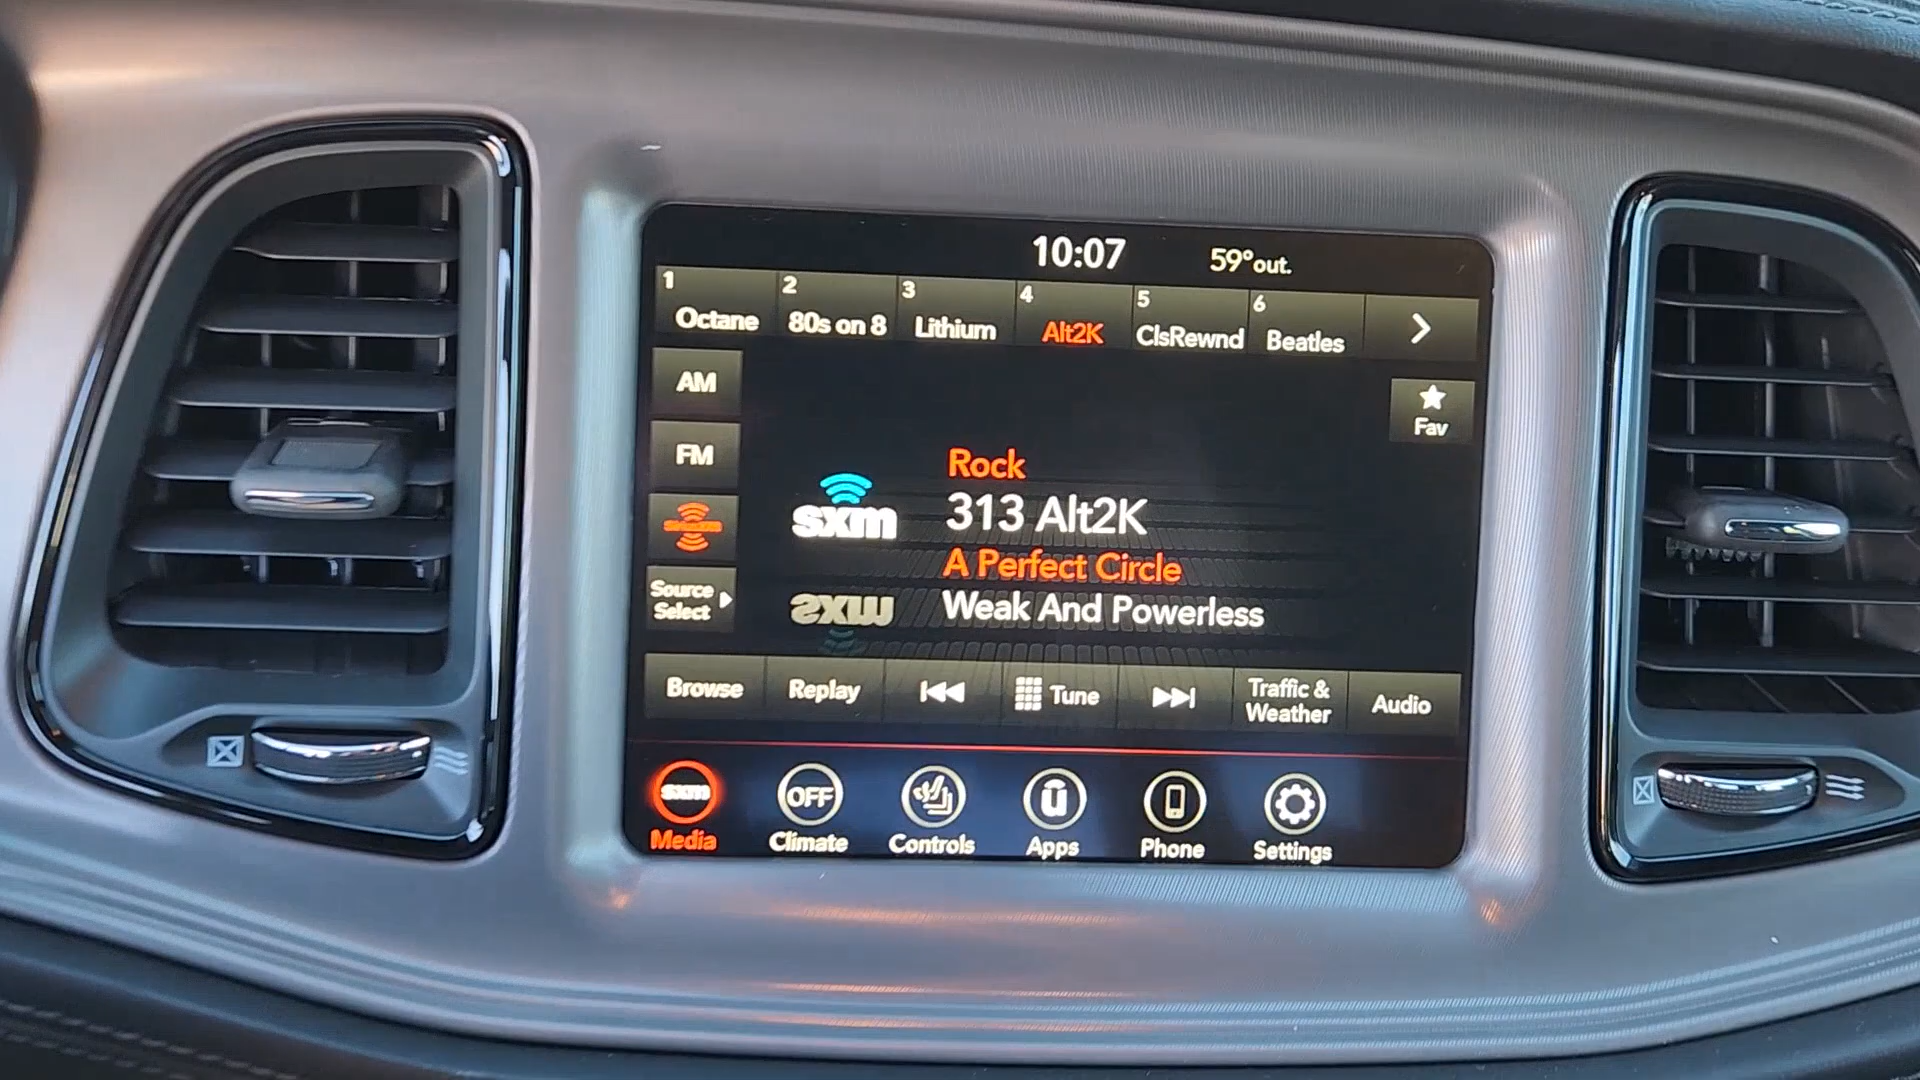 10:07 59°out.
1 Octane 2 80s on 8 3 Lithium 4 Alt2K 5 ClsRewnd 6 Beatles
AM
Fav
FM
Rock
sxm
313 Alt2K
A Perfect Circle
Source
Select
Weak And Powerless
Browse Replay Tune Traffic &
Weather Audio
sxm OFF
Media Climate Controls Apps Phone Settings